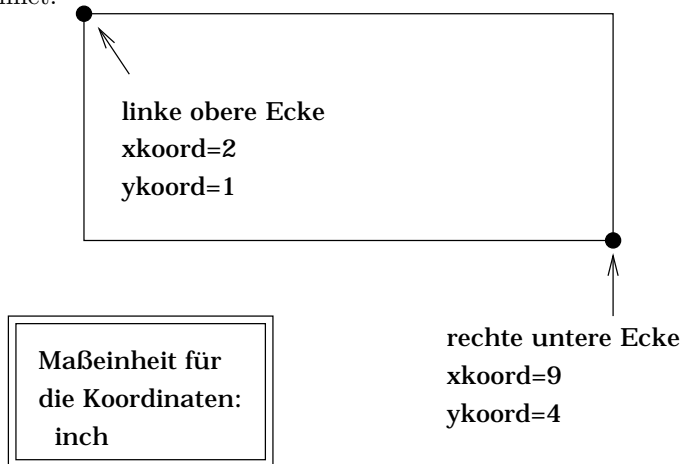 linke obere Ecke
xkoord=2
ykoord=1
rechte untere Ecke
xkoord=9
ykoord=4
Maßeinheit für
die Koordinaten:
inch